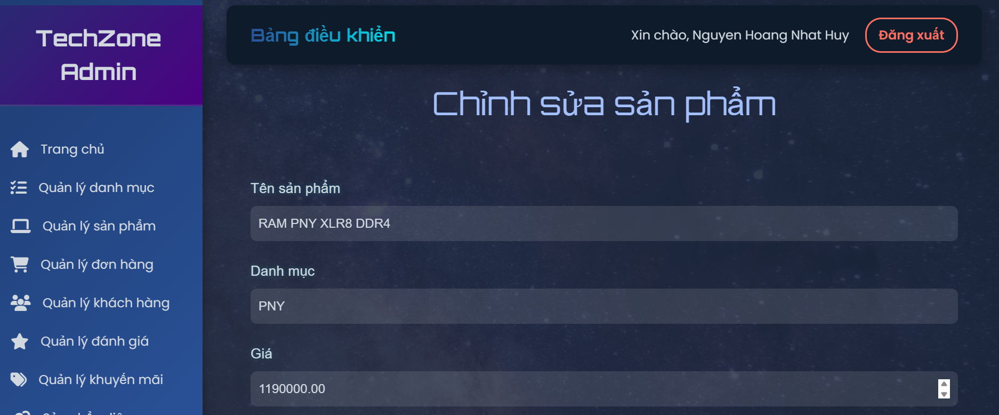 TechZone
Admin
Trang chủ
Quản lý danh mục
Quản lý sản phẩm
Quản lý đơn hàng
Quản lý khách hàng
Quản lý đánh giá
Quản lý khuyến mãi
Bảng điều khiển
Xin chào, Nguyen Hoang Nhat Huy
Đăng xuất
Chỉnh sửa sản phẩm
Tên sản phẩm
RAM PNY XLR8 DDR4
Danh mục
PNY
Giá
1190000.00